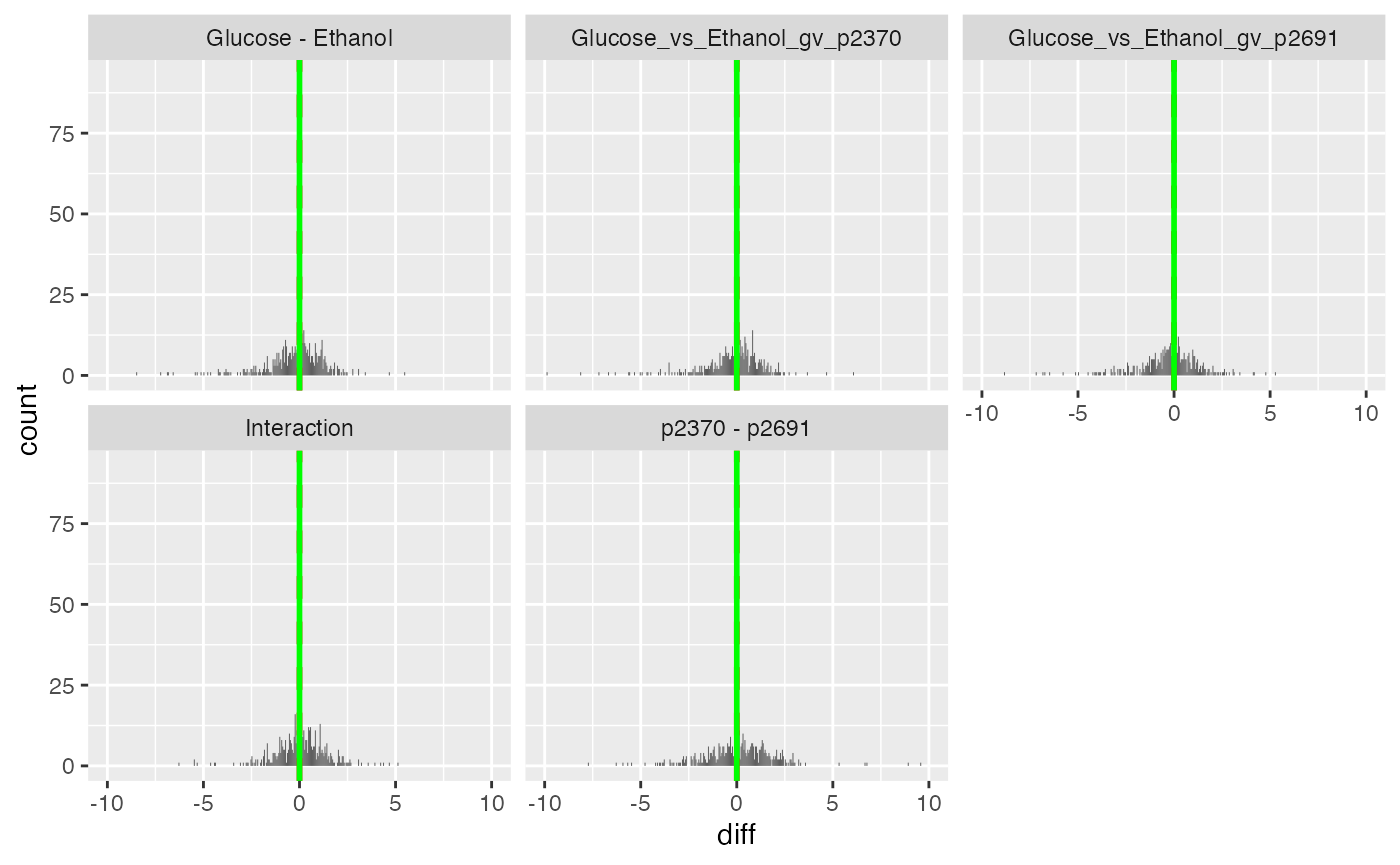 Glucose - Ethanol
Glucose_vs_Ethanol_gv_p2370
Glucose_vs_Ethanol_gv_p2691
75
50
25
0
-10 -5 0 5 10
Interaction
p2370 - p2691
75
50
25
0
-10 -5 0 5 10
-10 -5 0 5 10
count
diff